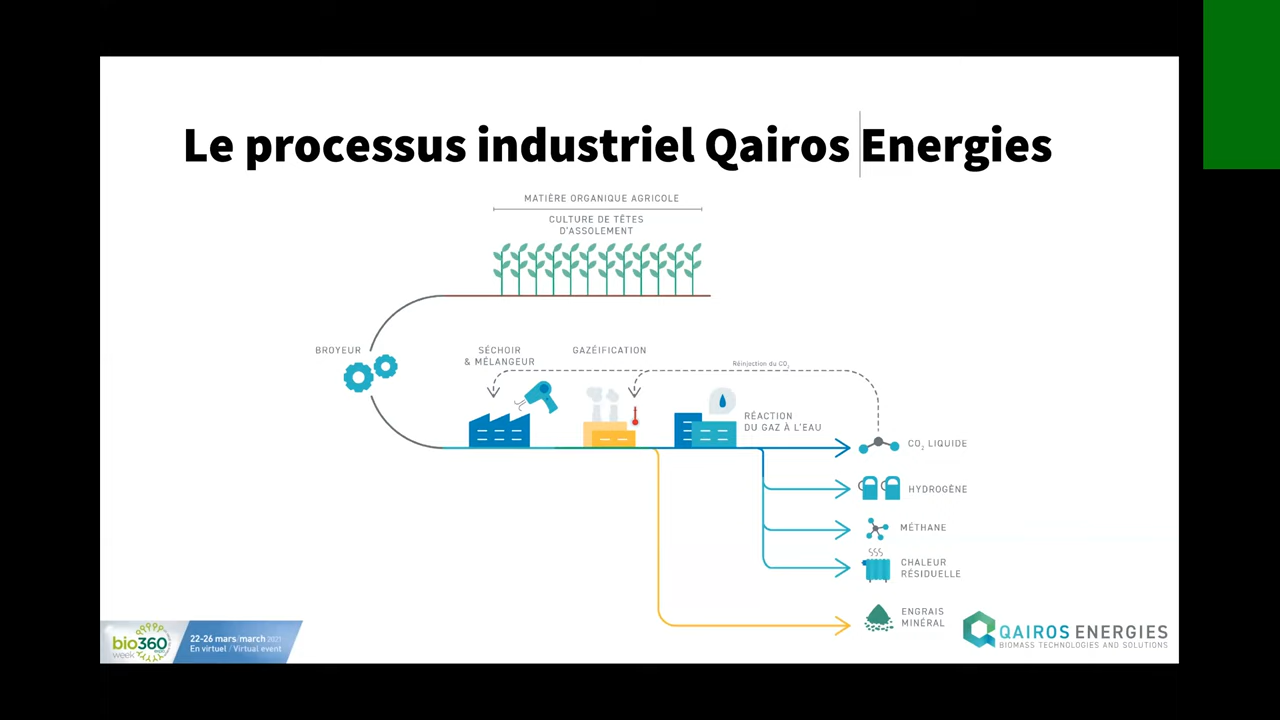 Le processus industriel Qairos Energies
MATIÈRE ORGANIQUE AGRICOLE
CULTURE DE TÊTES
D'ASSOLEMENT
BROYEUR
SÉCHOIR
& MÉLANGEUR
GAZÉIFICATION
Réinjection du CO₂
RÉACTION
DU GAZ À L'EAU
CO₂ LIQUIDE
HYDROGÈNE
MÉTHANE
CHALEUR
RÉSIDUELLE
ENGRAIS
MINÉRAL
bio360
week
22-26 mars/march 2021
En virtuel / Virtual event
QAIROS ENERGIES
BIOMASS TECHNOLOGIES AND SOLUTIONS